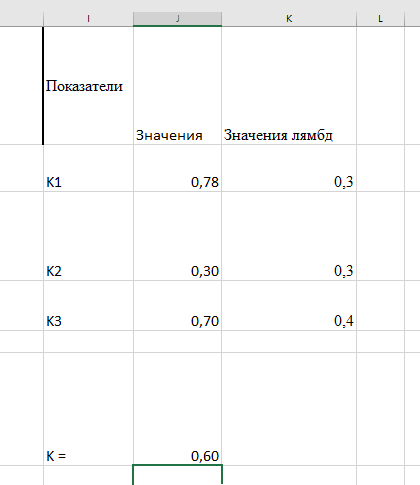 I J K L
Показатели
Значения Значения лямбд
K1 0,78 0,3
K2 0,30 0,3
K3 0,70 0,4
K = 0,60